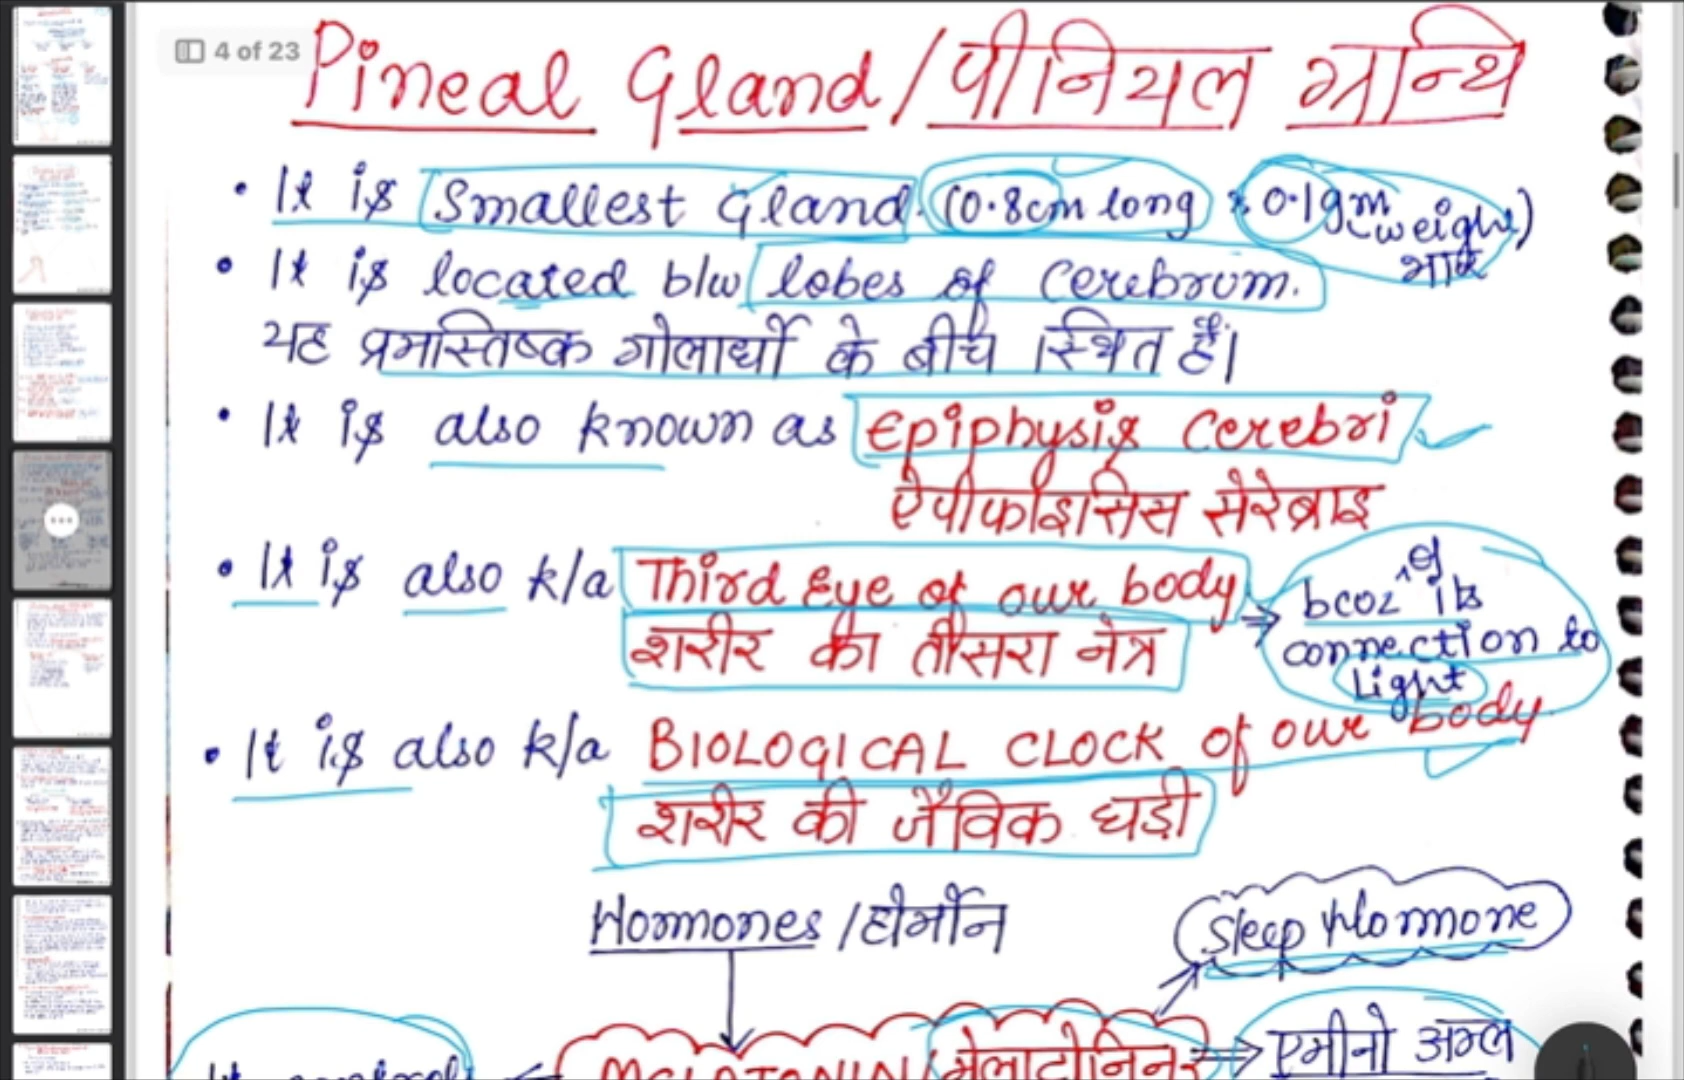 4 of 23
Pineal Gland / पीनियल ग्रन्थि
• It is Smallest Gland (0.8cm long & 0.1gm weight)
भार
• It is located b/w lobes of Cerebrum.
यह प्रमस्तिष्क गोलार्धो के बीच स्थित है।
• It is also known as Epiphysis Cerebri
ऐपीफाइसिस सेरेब्राइ
• It is also k/a Third Eye of our body ⇒ bcoz of its connection to Light
शरीर का तीसरा नेत्र
• It is also k/a BIOLOGICAL CLOCK of our body
शरीर की जैविक घड़ी
Hormones / हार्मोन
Sleep Hormone
MELATONIN / मेलाटोनिन ⇒ एमीनो अम्ल